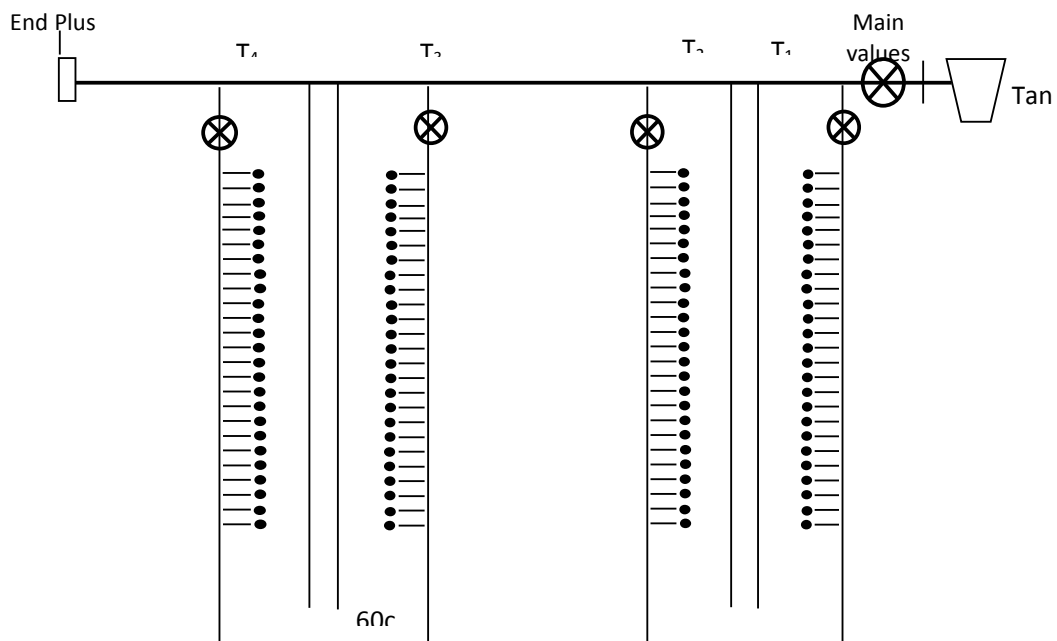 End Plus
Main
values
T4
T3
T2
T1
Tan
60c